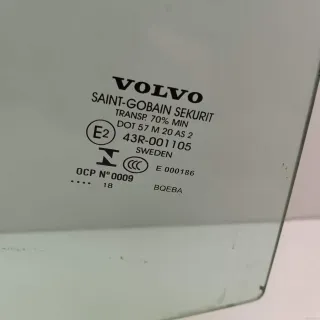 VOLVO
SAINT-GOBAIN SEKURIT
TRANSP. 70% MIN
DOT 57 M 20 AS 2
E2 43R-001105
SWEDEN
N CCC E 000186
OCP N°0009
.... 18 BQEBA